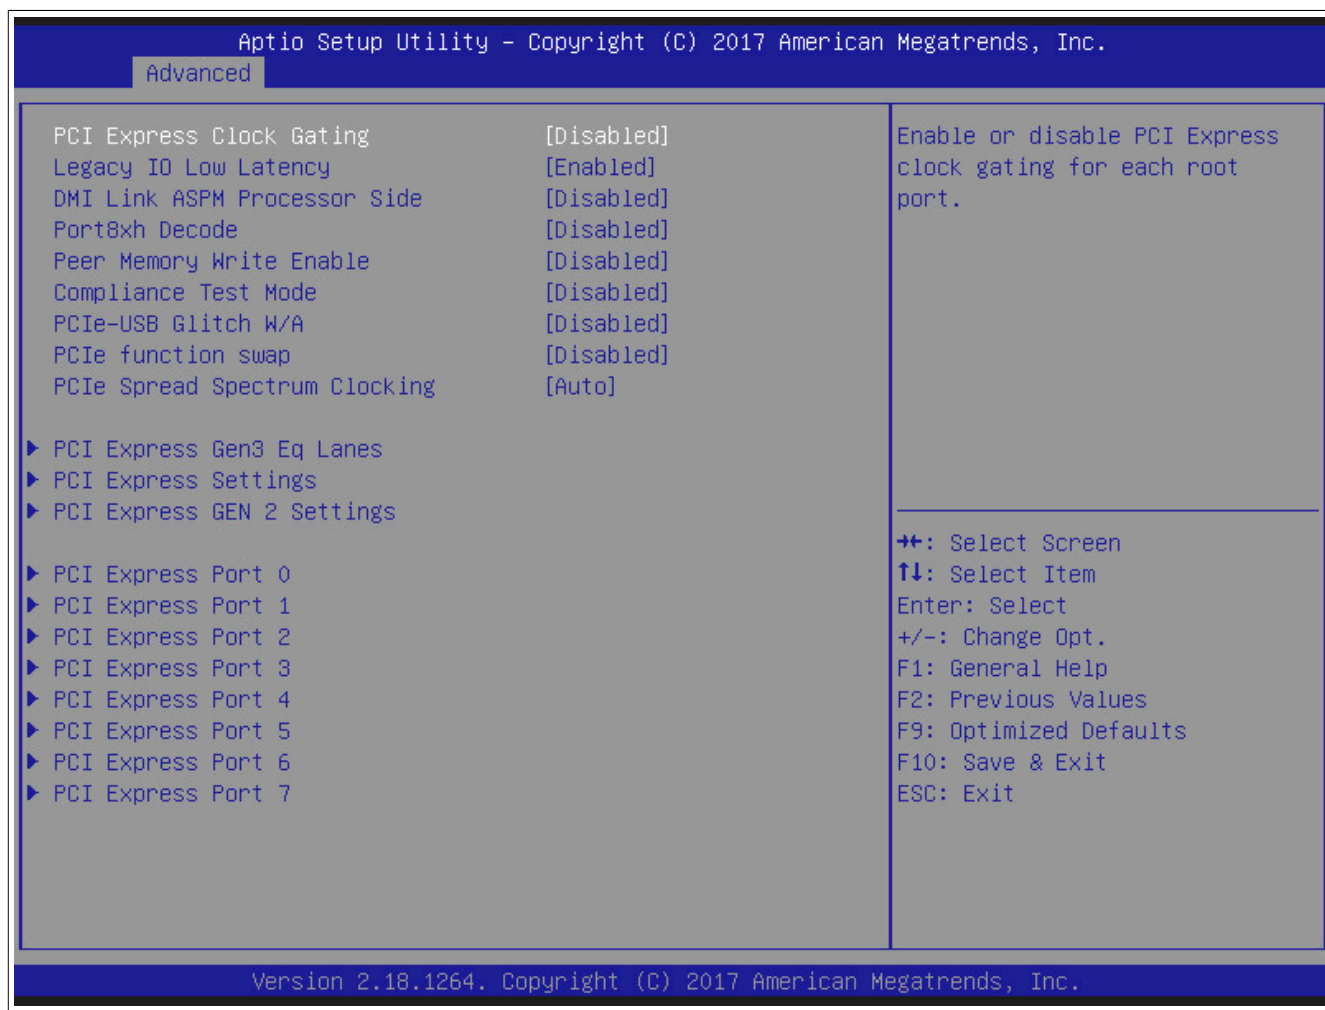 Aptio Setup Utility – Copyright (C) 2017 American Megatrends, Inc.
Advanced
PCI Express Clock Gating [Disabled]
Legacy IO Low Latency [Enabled]
DMI Link ASPM Processor Side [Disabled]
Port8xh Decode [Disabled]
Peer Memory Write Enable [Disabled]
Compliance Test Mode [Disabled]
PCIe-USB Glitch W/A [Disabled]
PCIe function swap [Disabled]
PCIe Spread Spectrum Clocking [Auto]
PCI Express Gen3 Eq Lanes
PCI Express Settings
PCI Express GEN 2 Settings
PCI Express Port 0
PCI Express Port 1
PCI Express Port 2
PCI Express Port 3
PCI Express Port 4
PCI Express Port 5
PCI Express Port 6
PCI Express Port 7
Enable or disable PCI Express
clock gating for each root
port.
→←: Select Screen
↑↓: Select Item
Enter: Select
+/-: Change Opt.
F1: General Help
F2: Previous Values
F9: Optimized Defaults
F10: Save & Exit
ESC: Exit
Version 2.18.1264. Copyright (C) 2017 American Megatrends, Inc.